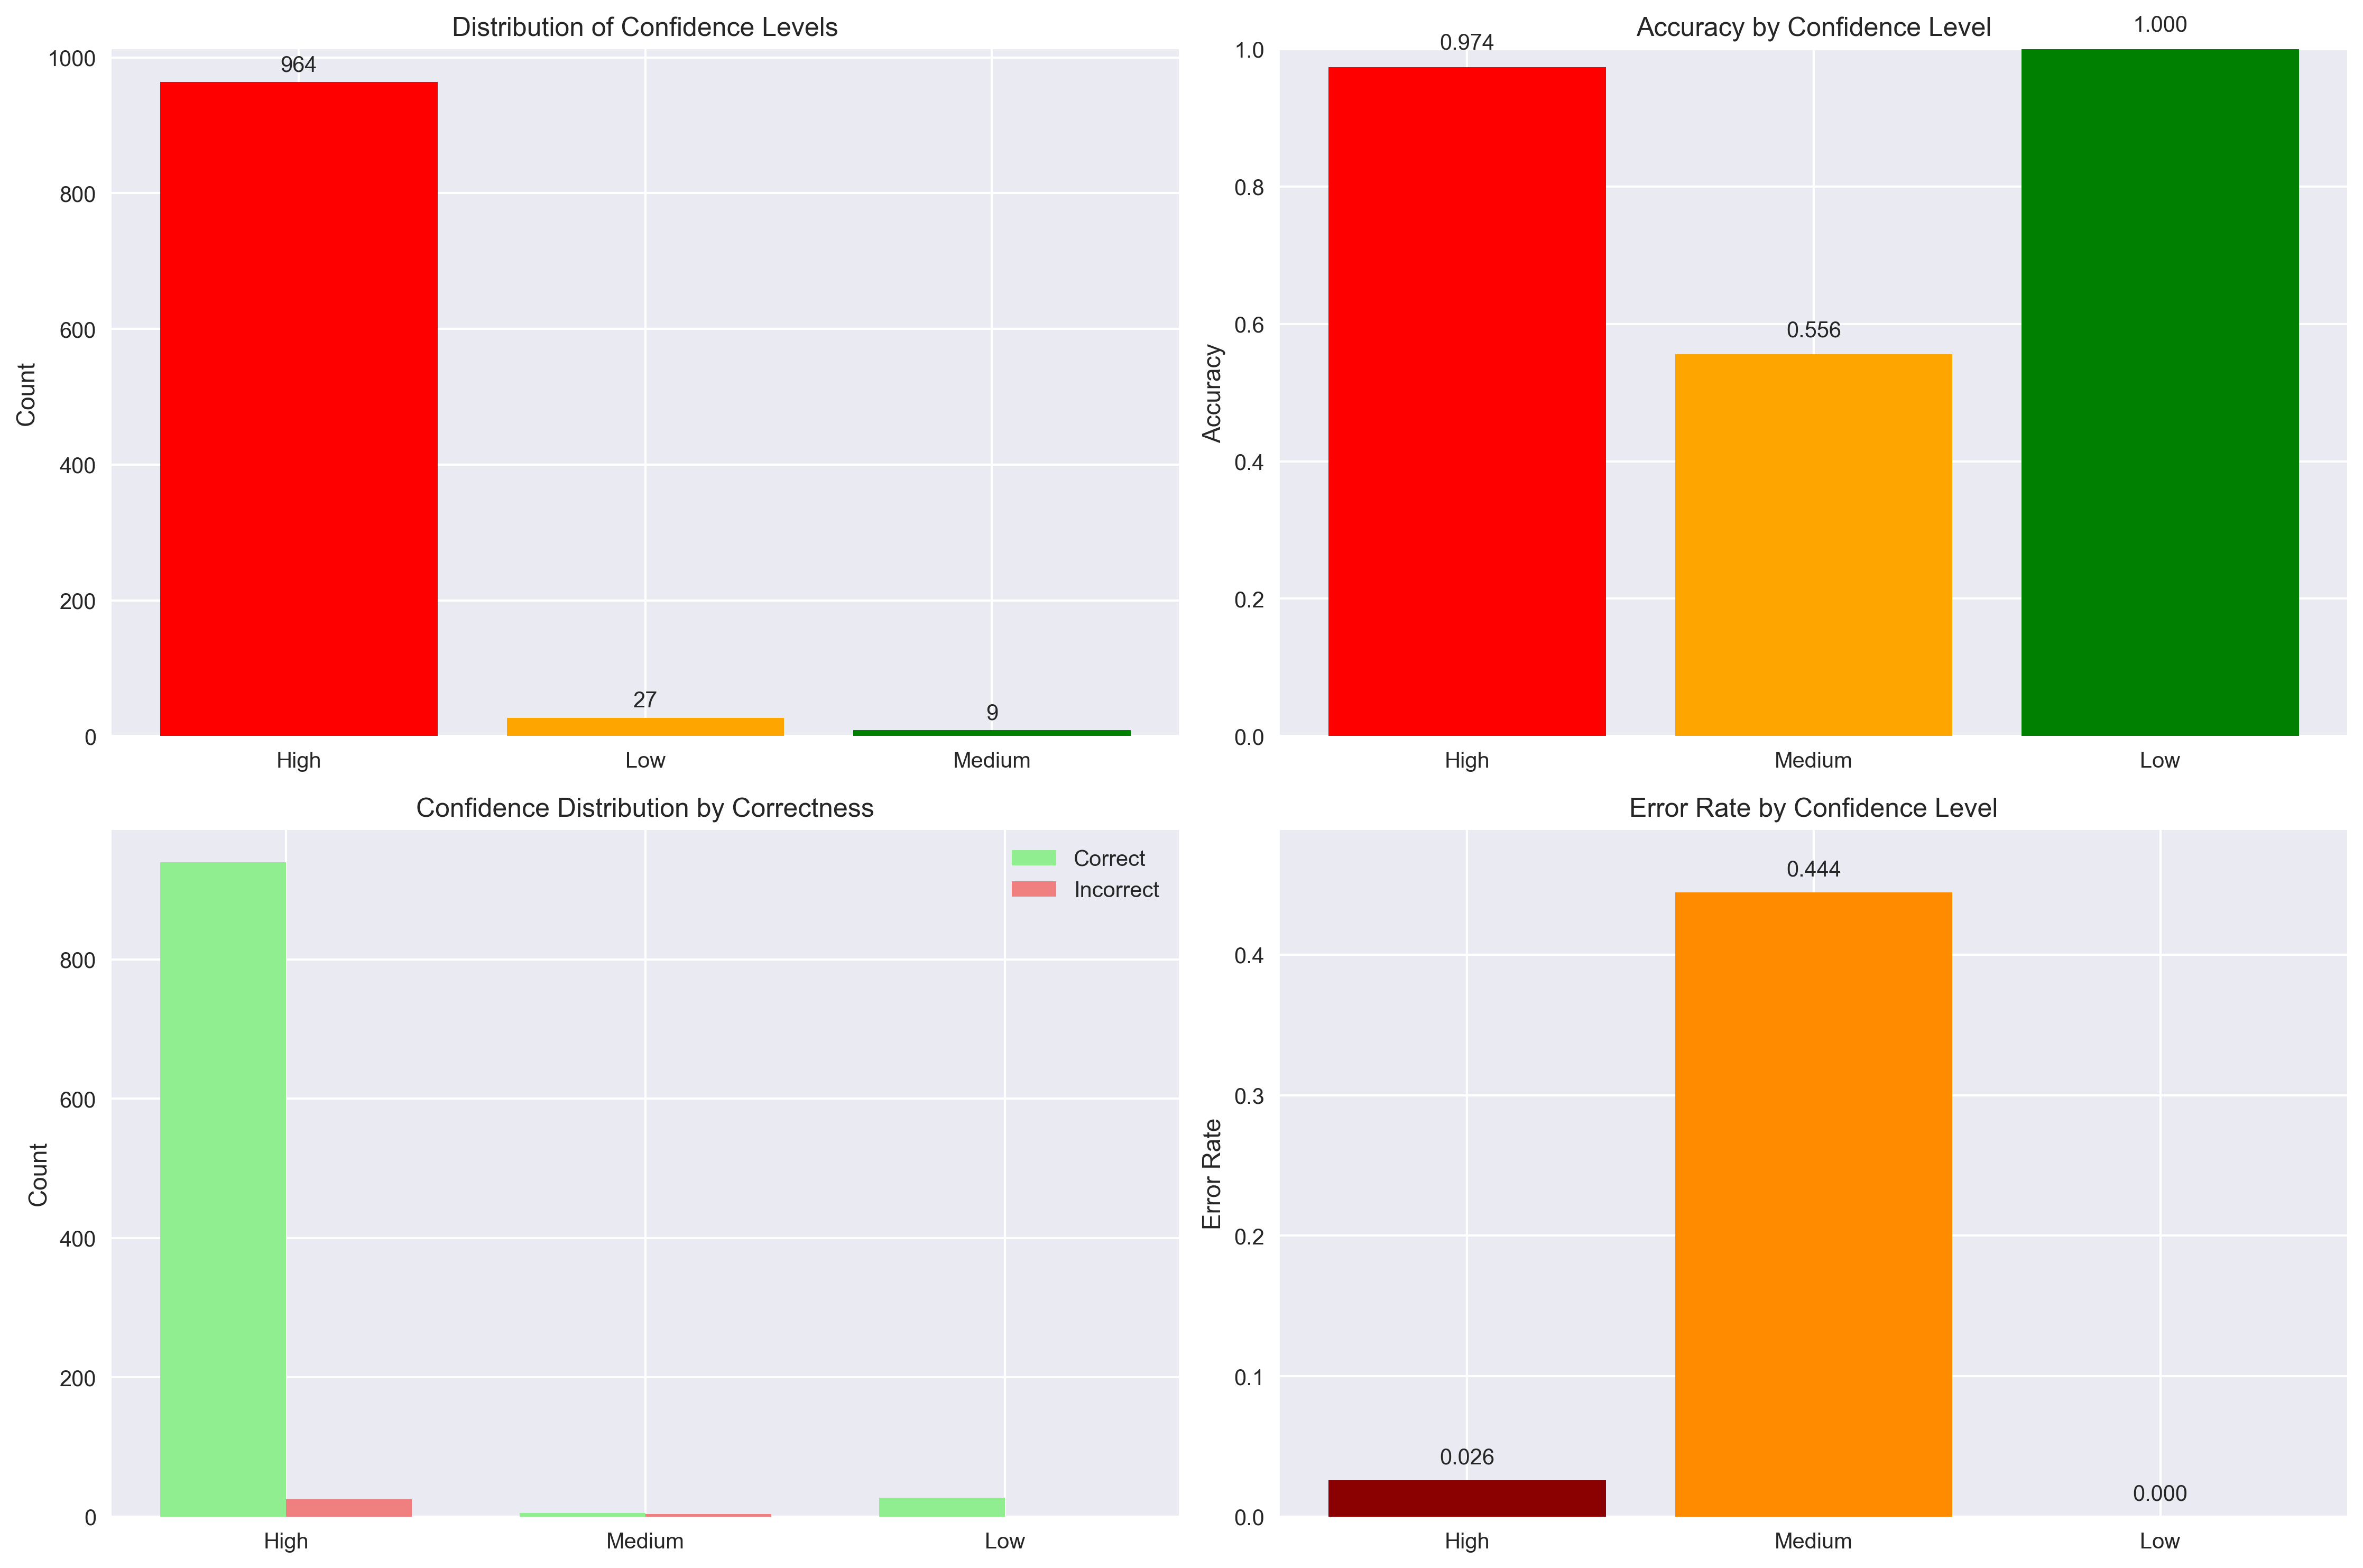 Distribution of Confidence Levels
Count
1000
800
600
400
200
0
964
27
9
High Low Medium
Accuracy by Confidence Level
Accuracy
1.0
0.8
0.6
0.4
0.2
0.0
0.974
0.556
1.000
High Medium Low
Confidence Distribution by Correctness
Count
800
600
400
200
0
Correct
Incorrect
High Medium Low
Error Rate by Confidence Level
Error Rate
0.4
0.3
0.2
0.1
0.0
0.026
0.444
0.000
High Medium Low